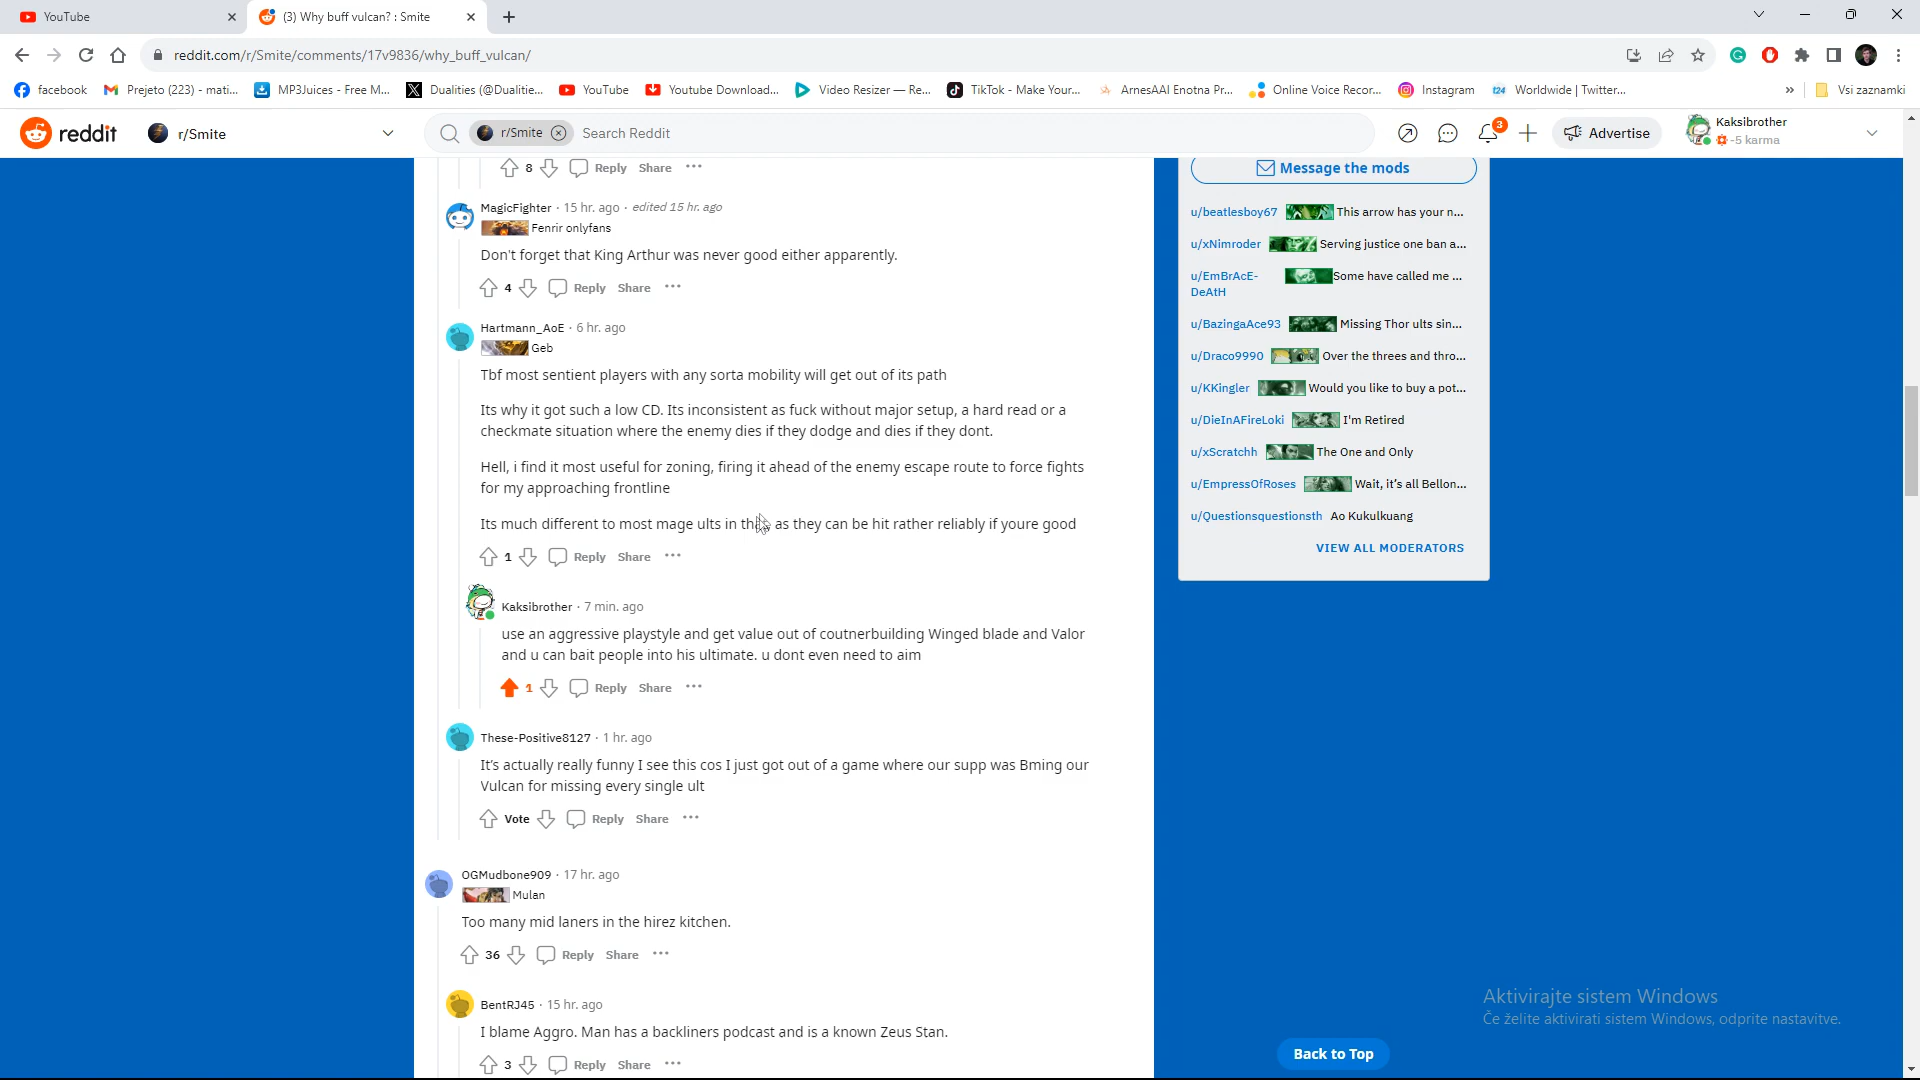 YouTube
(3) Why buff vulcan? : Smite
reddit.com/r/Smite/comments/17v9836/why_buff_vulcan/
facebook
Prejeto (223) - mati...
MP3Juices - Free M...
Dualities (@Dualitie...
YouTube
Youtube Download...
Video Resizer — Re...
TikTok - Make Your...
ArnesAAI Enotna Pr...
Online Voice Recor...
Instagram
t24 Worldwide | Twitter...
»
Vsi zaznamki
reddit
r/Smite
r/Smite
Search Reddit
3
Advertise
Kaksibrother
-5 karma
8 Reply Share ...
MagicFighter · 15 hr. ago · edited 15 hr. ago
Fenrir onlyfans
Don't forget that King Arthur was never good either apparently.
4 Reply Share ...
Hartmann_AoE · 6 hr. ago
Geb
Tbf most sentient players with any sorta mobility will get out of its path
Its why it got such a low CD. Its inconsistent as fuck without major setup, a hard read or a
checkmate situation where the enemy dies if they dodge and dies if they dont.
Hell, i find it most useful for zoning, firing it ahead of the enemy escape route to force fights
for my approaching frontline
Its much different to most mage ults in that as they can be hit rather reliably if youre good
1 Reply Share ...
Kaksibrother · 7 min. ago
use an aggressive playstyle and get value out of coutnerbuilding Winged blade and Valor
and u can bait people into his ultimate. u dont even need to aim
1 Reply Share ...
These-Positive8127 · 1 hr. ago
It's actually really funny I see this cos I just got out of a game where our supp was Bming our
Vulcan for missing every single ult
Vote Reply Share ...
OGMudbone909 · 17 hr. ago
Mulan
Too many mid laners in the hirez kitchen.
36 Reply Share ...
BentRJ45 · 15 hr. ago
I blame Aggro. Man has a backliners podcast and is a known Zeus Stan.
3 Reply Share ...
Message the mods
u/beatlesboy67 This arrow has your n...
u/xNimroder Serving justice one ban a...
u/EmBrAcE-
DeAtH
Some have called me ...
u/BazingaAce93 Missing Thor ults sin...
u/Draco9990 Over the threes and thro...
u/KKingler Would you like to buy a pot...
u/DieInAFireLoki I'm Retired
u/xScratchh The One and Only
u/EmpressOfRoses Wait, it's all Bellon...
u/Questionsquestionsth Ao Kukulkuang
VIEW ALL MODERATORS
Aktivirajte sistem Windows
Če želite aktivirati sistem Windows, odprite nastavitve.
Back to Top